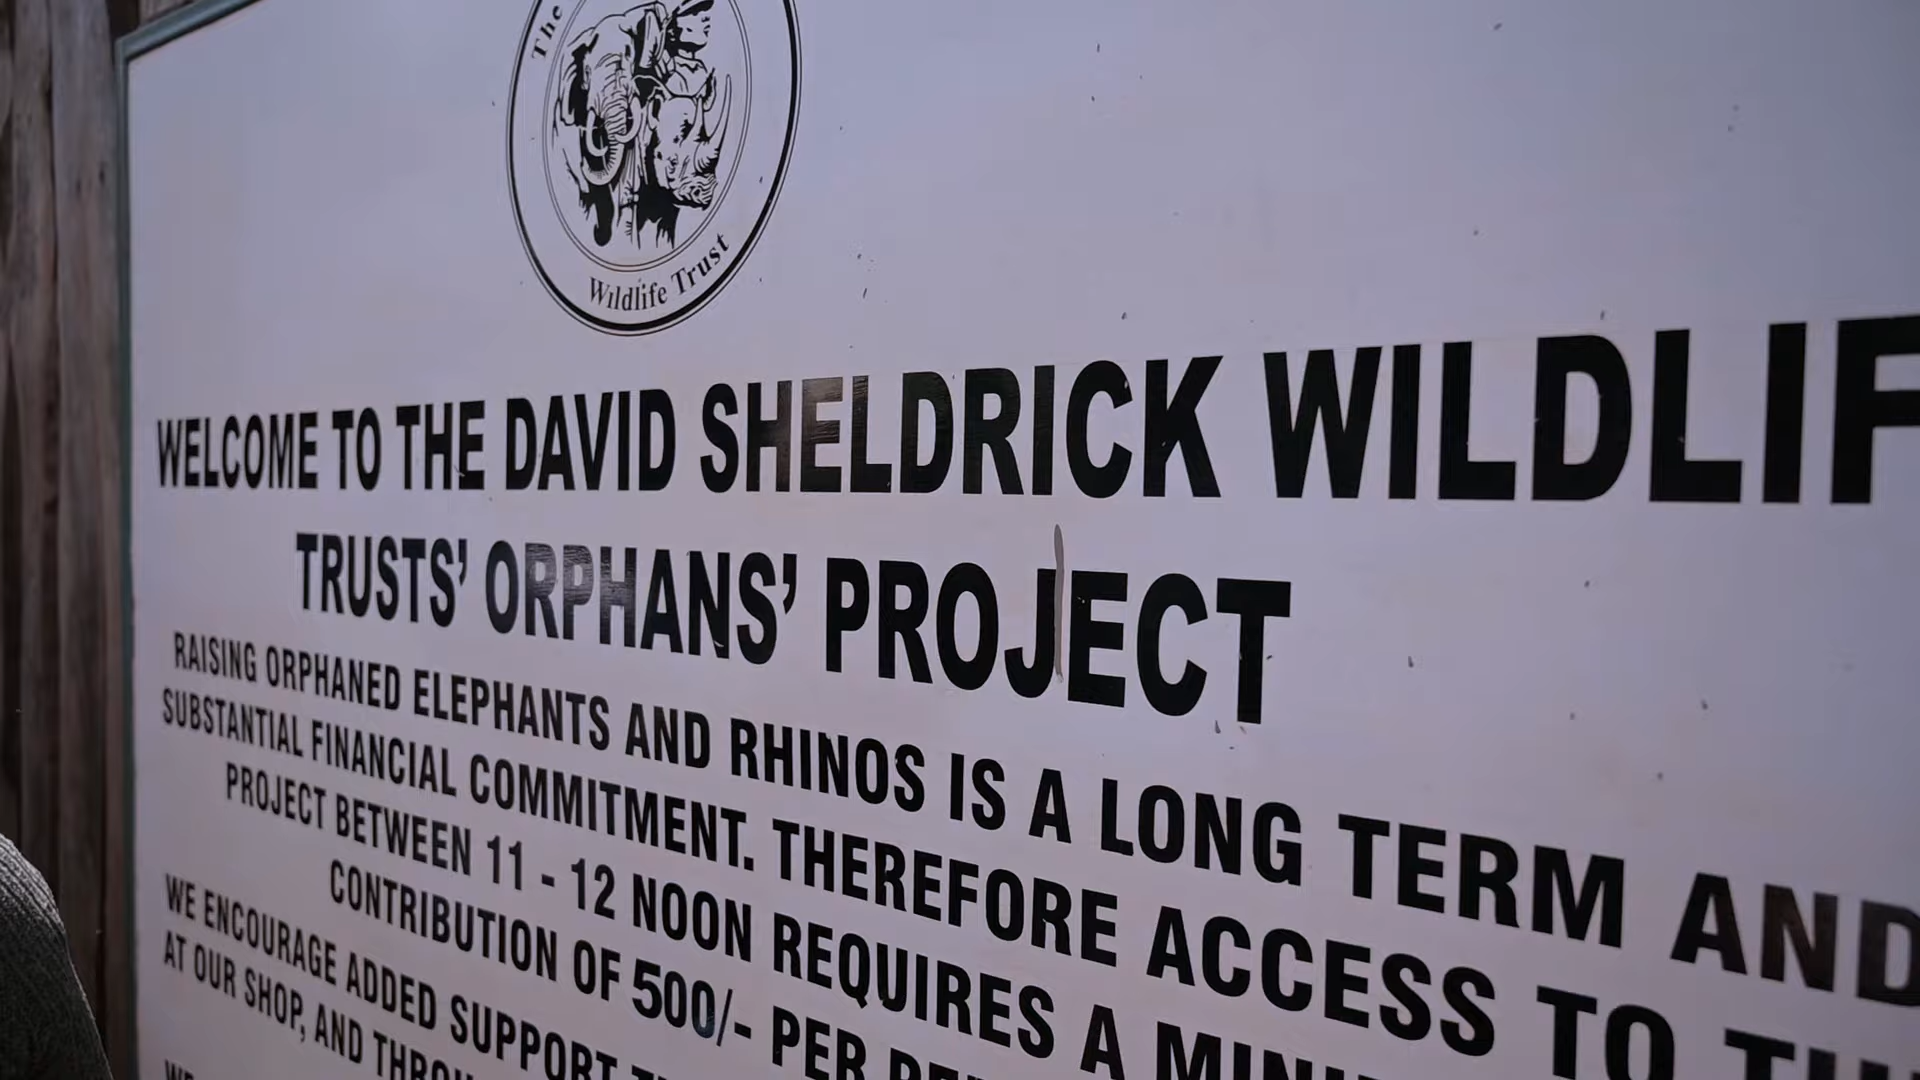 The
Wildlife Trust
WELCOME TO THE DAVID SHELDRICK WILDLIF
TRUSTS' ORPHANS' PROJECT
RAISING ORPHANED ELEPHANTS AND RHINOS IS A LONG TERM AND
SUBSTANTIAL FINANCIAL COMMITMENT. THEREFORE ACCESS TO
PROJECT BETWEEN 11 - 12 NOON REQUIRES A
CONTRIBUTION OF 500/- PER
WE ENCOURAGE ADDED SUPPORT
AT OUR SHOP, AND